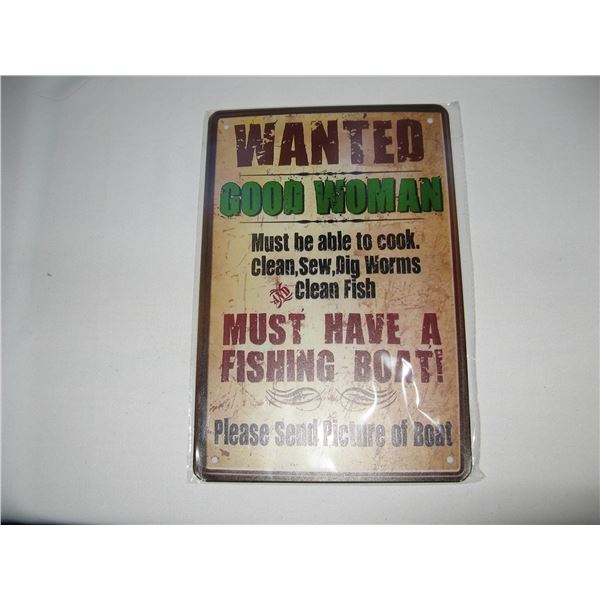 WANTED
GOOD WOMAN
Must be able to cook.
Clean,Sew,Dig Worms
And Clean Fish
MUST HAVE A
FISHING BOAT!
Please Send Picture of Boat